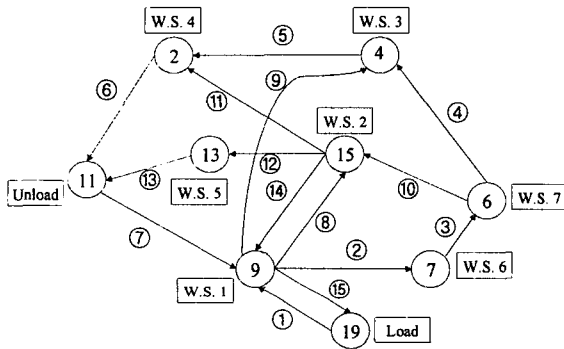 W.S. 4
W.S. 3
⑤
2
4
⑨
⑥
④
⑪
W.S. 2
13
⑫
15
⑬
⑩
11
Unload
W.S. 5
⑭
6
W.S. 7
⑧
③
⑦
②
9
7
W.S. 6
W.S. 1
⑮
①
19
Load